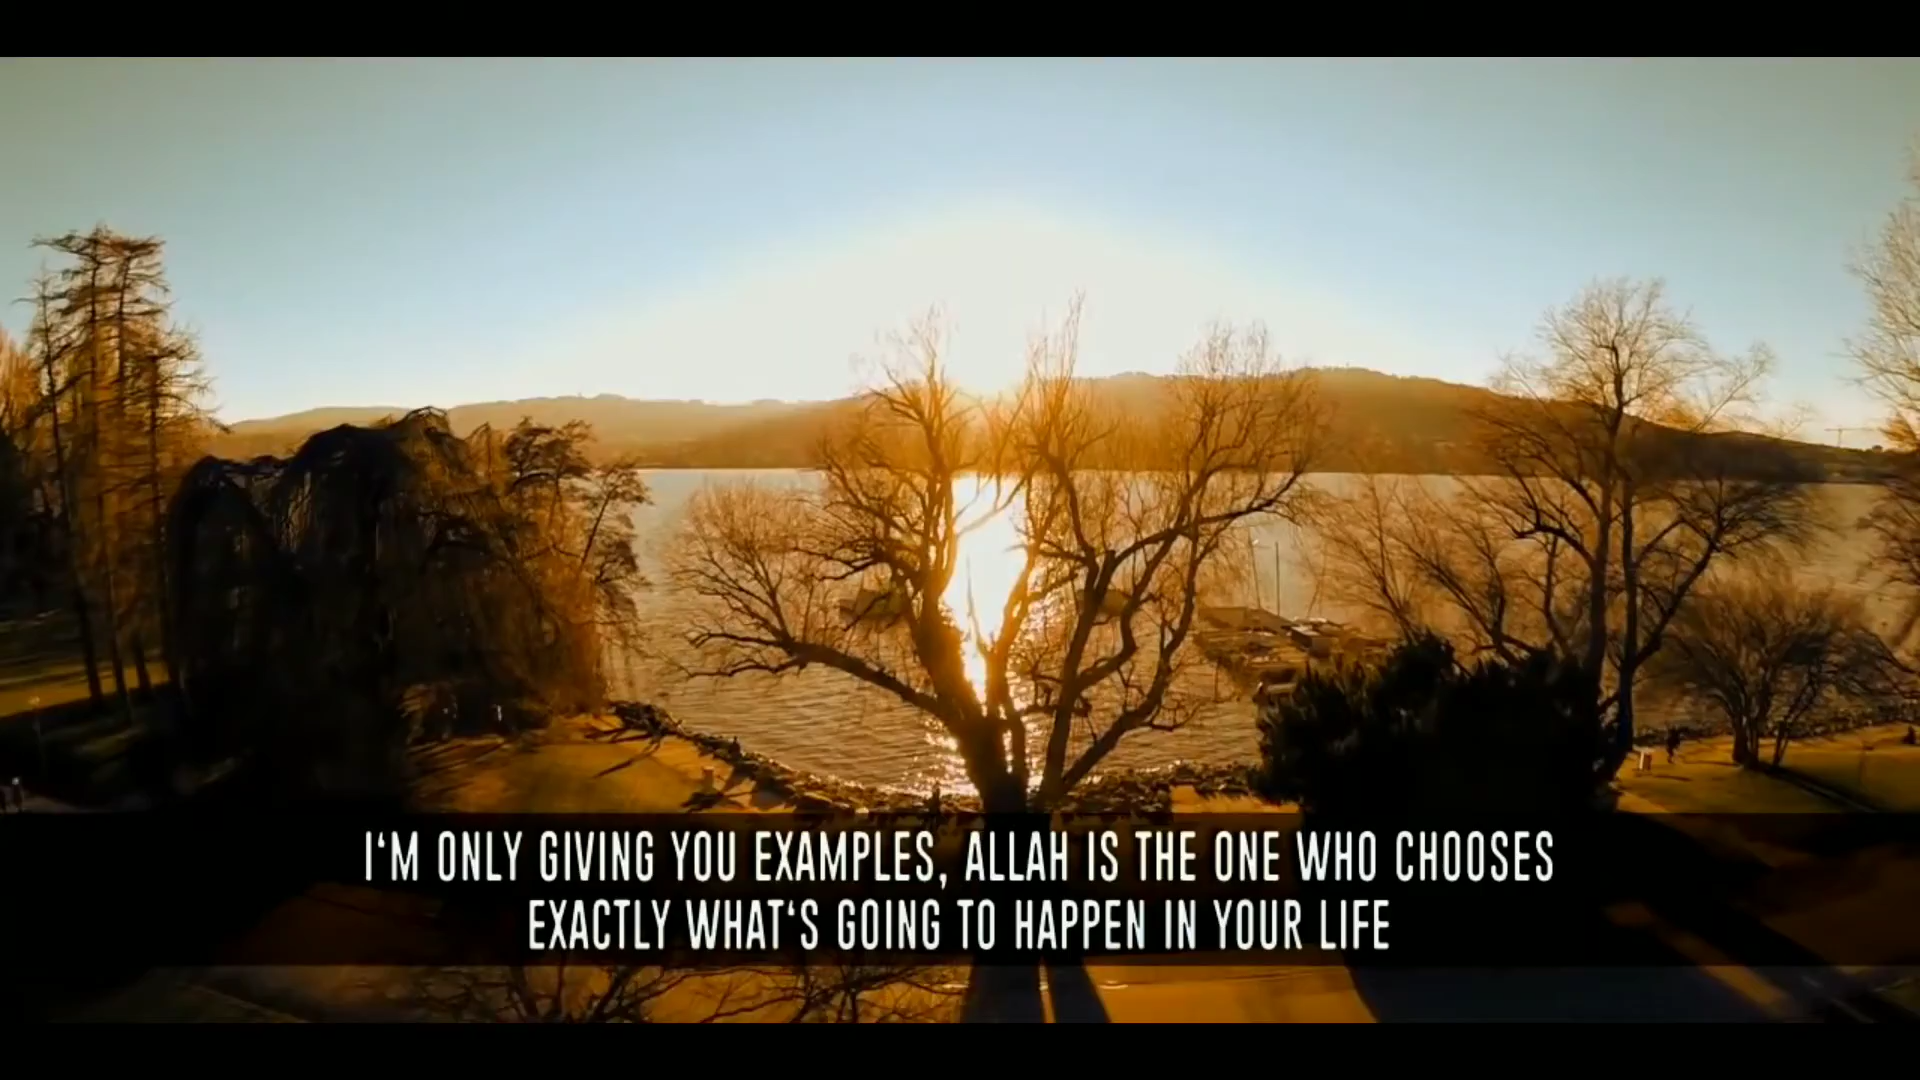 I‘M ONLY GIVING YOU EXAMPLES, ALLAH IS THE ONE WHO CHOOSES
EXACTLY WHAT‘S GOING TO HAPPEN IN YOUR LIFE